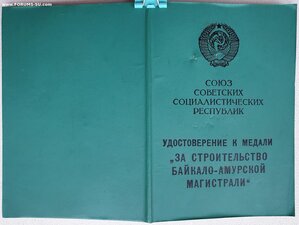 www.FORUMS-SU.com
СОЮЗ
СОВЕТСКИХ
СОЦИАЛИСТИЧЕСКИХ
РЕСПУБЛИК
УДОСТОВЕРЕНИЕ К МЕДАЛИ
„ЗА СТРОИТЕЛЬСТВО
БАЙКАЛО-АМУРСКОЙ
МАГИСТРАЛИ"